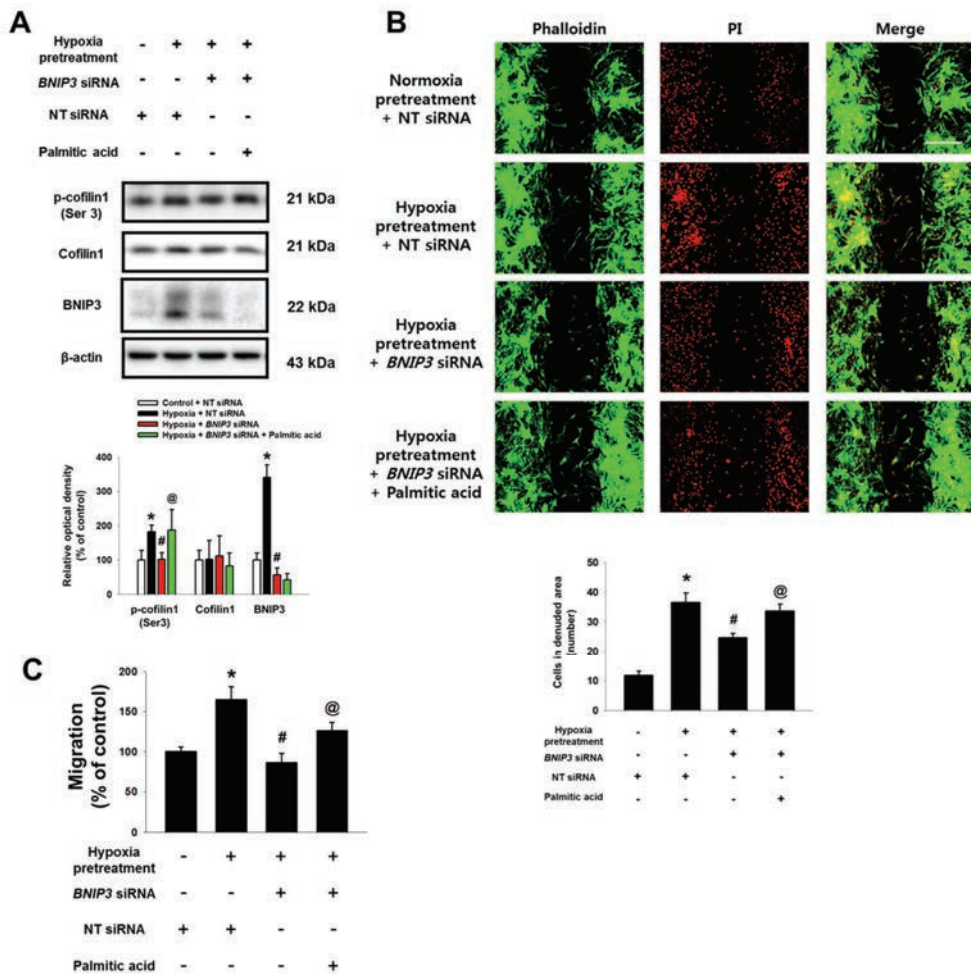 A
Hypoxia pretreatment - + + +
BNIP3 siRNA - - + +
NT siRNA + + - -
Palmitic acid - - - +
p-cofilin1 (Ser 3) 21 kDa
Cofilin1 21 kDa
BNIP3 22 kDa
β-actin 43 kDa
Control + NT siRNA
Hypoxia + NT siRNA
Hypoxia + BNIP3 siRNA
Hypoxia + BNIP3 siRNA + Palmitic acid
Relative optical density
(% of control)
400
300
200
100
0
* # @
* #
p-cofilin1
(Ser3)
Cofilin1
BNIP3
B
Phalloidin PI Merge
Normoxia
pretreatment
+ NT siRNA
Hypoxia
pretreatment
+ NT siRNA
Hypoxia
pretreatment
+ BNIP3 siRNA
Hypoxia
pretreatment
+ BNIP3 siRNA
+ Palmitic acid
Cells in denuded area
(number)
50
40
30
20
10
0
* # @
Hypoxia pretreatment - + + +
BNIP3 siRNA - - + +
NT siRNA + + - -
Palmitic acid - - - +
C
Migration
(% of control)
200
150
100
50
0
* # @
Hypoxia pretreatment - + + +
BNIP3 siRNA - - + +
NT siRNA + + - -
Palmitic acid - - - +